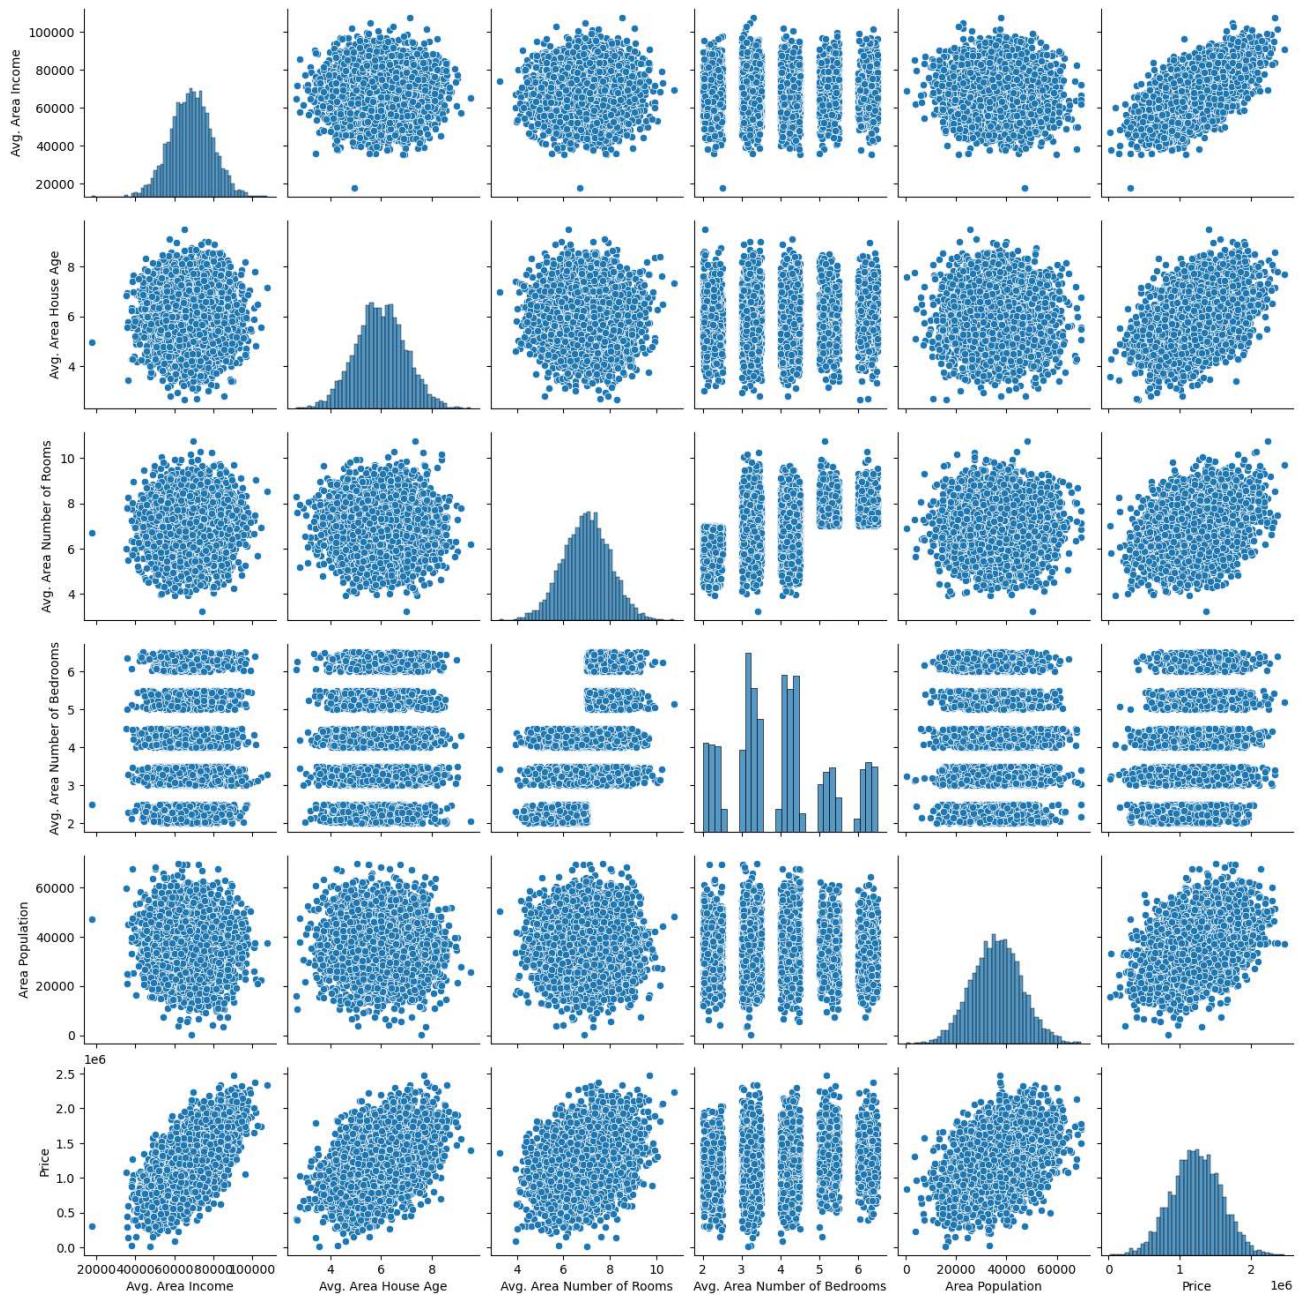 Avg. Area Income
100000
80000
60000
40000
20000
Avg. Area House Age
8
6
4
Avg. Area Number of Rooms
10
8
6
4
Avg. Area Number of Bedrooms
6
5
4
3
2
Area Population
60000
40000
20000
0
1e6
Price
2.5
2.0
1.5
1.0
0.5
0.0
20000 40000 60000 80000 100000
Avg. Area Income
4 6 8
Avg. Area House Age
4 6 8 10
Avg. Area Number of Rooms
2 3 4 5 6
Avg. Area Number of Bedrooms
0 20000 40000 60000
Area Population
0 1 2
1e6
Price